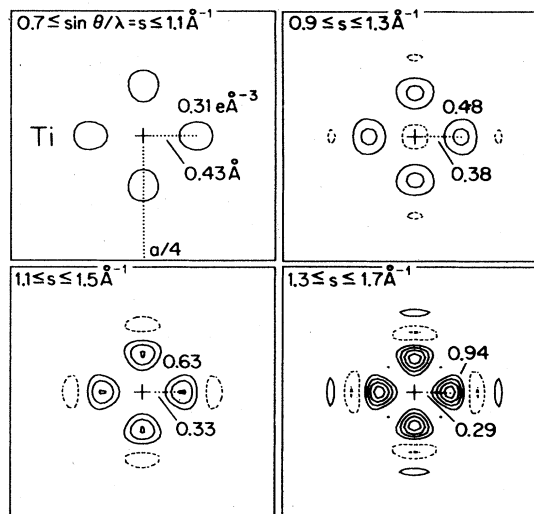 0.7 ≤ sin θ/λ = s ≤ 1.1 Å⁻¹
0.31 eÅ⁻³
Ti
0.43 Å
a/4
0.9 ≤ s ≤ 1.3 Å⁻¹
0.48
0.38
1.1 ≤ s ≤ 1.5 Å⁻¹
0.63
0.33
1.3 ≤ s ≤ 1.7 Å⁻¹
0.94
0.29